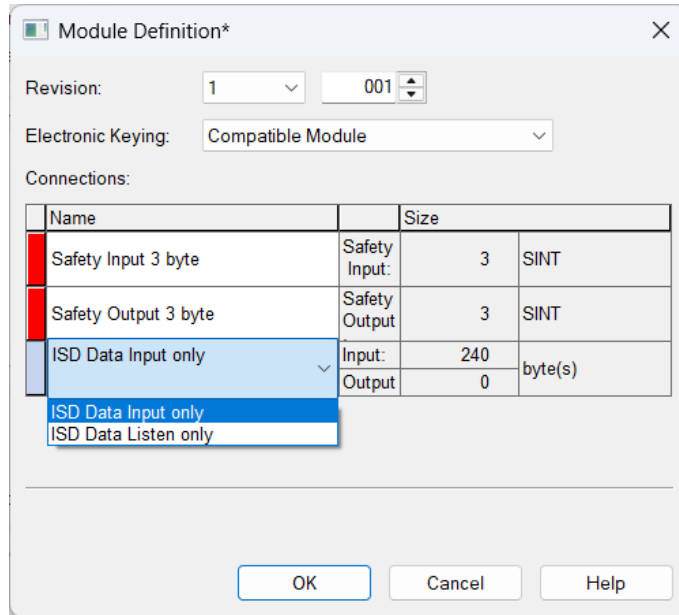 Module Definition*
Revision: 1 001
Electronic Keying: Compatible Module
Connections:
Name Size
Safety Input 3 byte Safety Input: 3 SINT
Safety Output 3 byte Safety Output 3 SINT
ISD Data Input only Input: 240 byte(s)
Output 0
ISD Data Input only
ISD Data Listen only
OK Cancel Help